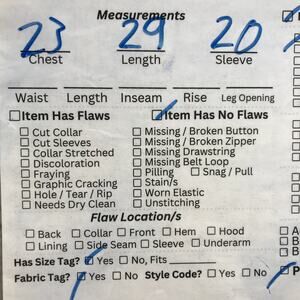 Measurements
23 29 20
Chest Length Sleeve
Waist Length Inseam Rise Leg Opening
Item Has Flaws Item Has No Flaws
Cut Collar Missing / Broken Button
Cut Sleeves Missing / Broken Zipper
Collar Stretched Missing Drawstring
Discoloration Missing Belt Loop
Fraying Pilling Snag / Pull
Graphic Cracking Stain/s
Hole / Tear / Rip Worn Elastic
Needs Dry Clean Unstitching
Flaw Location/s
Back Collar Front Hem Hood
Lining Side Seam Sleeve Underarm
Has Size Tag? Yes No, Fits
Fabric Tag? Yes No Style Code? Yes No